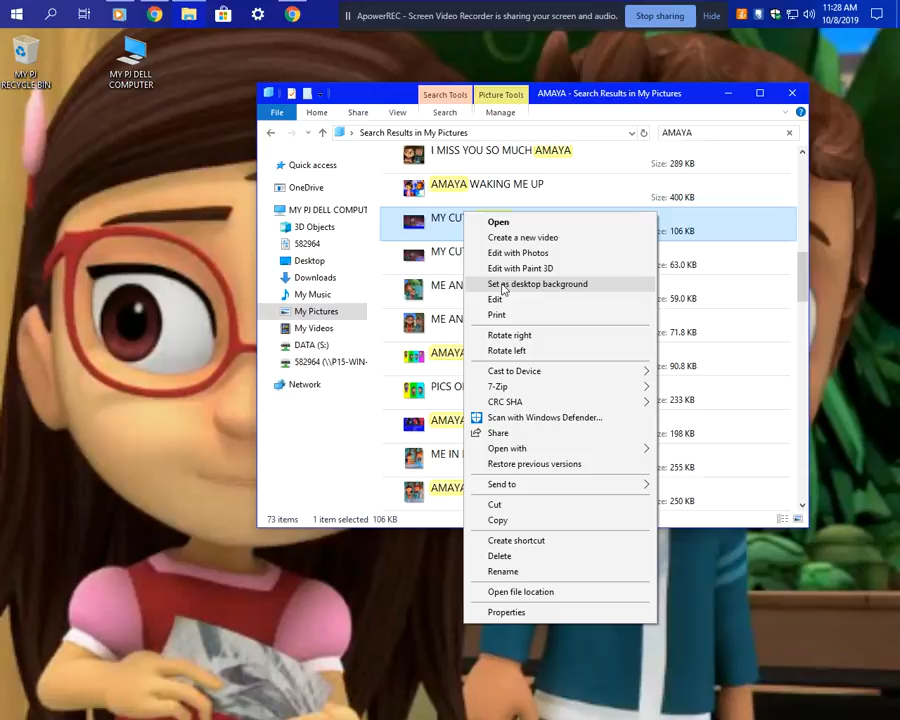 ApowerREC - Screen Video Recorder is sharing your screen and audio.
Stop sharing
Hide
11:28 AM
10/8/2019
MY PJ
RECYCLE BIN
MY PJ DELL
COMPUTER
Search Tools
Picture Tools
AMAYA - Search Results in My Pictures
File
Home
Share
View
Search
Manage
Search Results in My Pictures
AMAYA
Quick access
OneDrive
MY PJ DELL COMPUT
3D Objects
582964
Desktop
Downloads
My Music
My Pictures
My Videos
DATA (S:)
582964 (\\P15-WIN-
Network
I MISS YOU SO MUCH AMAYA
Size: 289 KB
AMAYA WAKING ME UP
Size: 400 KB
MY CU
Size: 106 KB
MY CU
Size: 63.0 KB
ME AN
Size: 59.0 KB
ME AN
Size: 71.8 KB
AMAYA
Size: 90.8 KB
PICS O
Size: 233 KB
AMAYA
Size: 198 KB
ME IN
Size: 255 KB
AMAYA
Size: 250 KB
Open
Create a new video
Edit with Photos
Edit with Paint 3D
Set as desktop background
Edit
Print
Rotate right
Rotate left
Cast to Device
7-Zip
CRC SHA
Scan with Windows Defender...
Share
Open with
Restore previous versions
Send to
Cut
Copy
Create shortcut
Delete
Rename
Open file location
Properties
73 items
1 item selected 106 KB